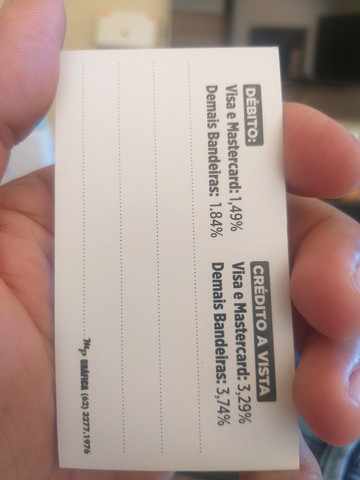 DÉBITO:
Visa e Mastercard: 1,49%
Demais Bandeiras: 1.84%
CRÉDITO A VISTA
Visa e Mastercard: 3,29%
Demais Bandeiras: 3,74%
GRÁFICA (62) 3277.1976